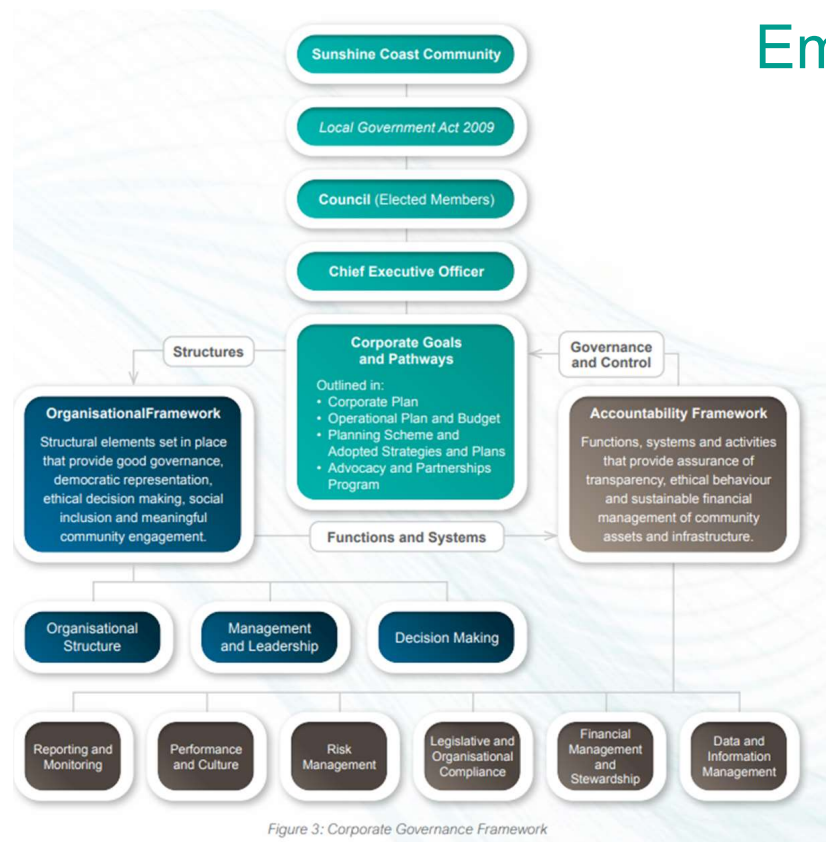 Em
Sunshine Coast Community
Local Government Act 2009
Council (Elected Members)
Chief Executive Officer
Structures
Corporate Goals
and Pathways
Outlined in:
• Corporate Plan
• Operational Plan and Budget
• Planning Scheme and
Adopted Strategies and Plans
• Advocacy and Partnerships
Program
Governance
and Control
OrganisationalFramework
Structural elements set in place
that provide good governance,
democratic representation,
ethical decision making, social
inclusion and meaningful
community engagement.
Accountability Framework
Functions, systems and activities
that provide assurance of
transparency, ethical behaviour
and sustainable financial
management of community
assets and infrastructure.
Functions and Systems
Organisational
Structure
Management
and Leadership
Decision Making
Reporting and
Monitoring
Performance
and Culture
Risk
Management
Legislative and
Organisational
Compliance
Financial
Management
and
Stewardship
Data and
Information
Management
Figure 3: Corporate Governance Framework